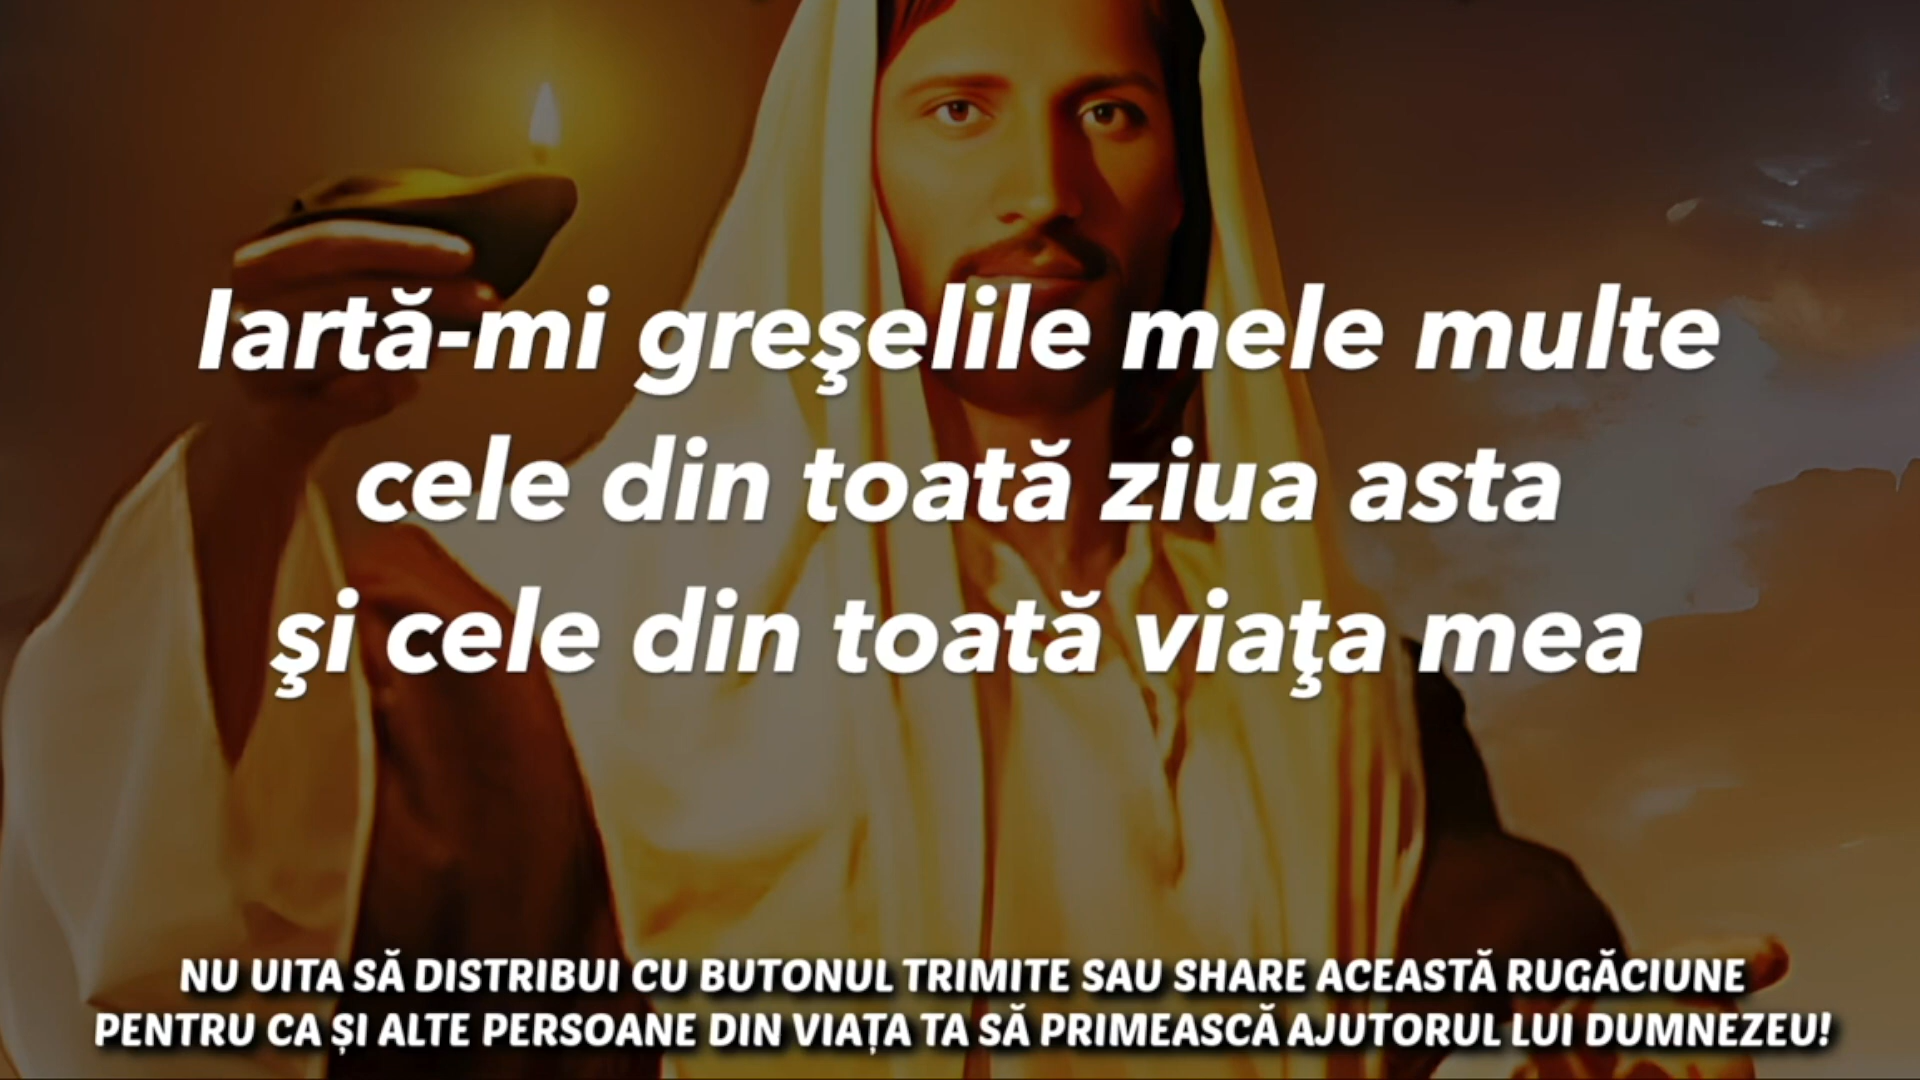 Iartă-mi greşelile mele multe
cele din toată ziua asta
şi cele din toată viaţa mea
NU UITA SĂ DISTRIBUI CU BUTONUL TRIMITE SAU SHARE ACEASTĂ RUGĂCIUNE
PENTRU CA ȘI ALTE PERSOANE DIN VIAȚA TA SĂ PRIMEASCĂ AJUTORUL LUI DUMNEZEU!